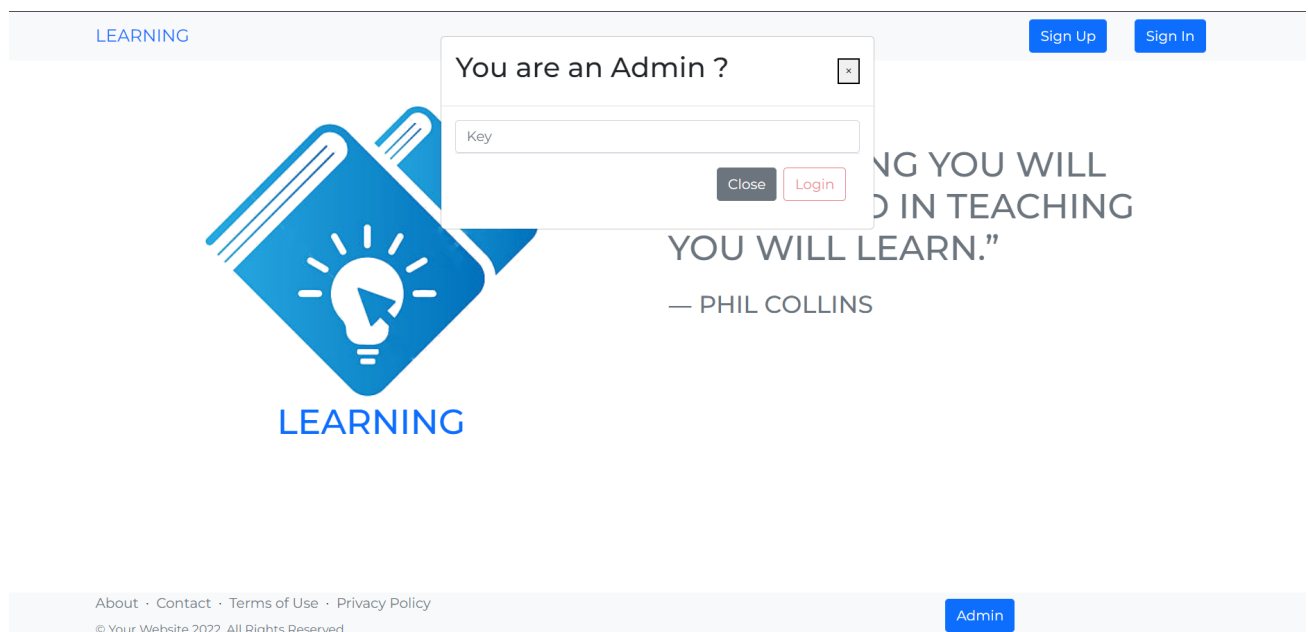 LEARNING
Sign Up
Sign In
You are an Admin ?
×
Key
Close
Login
NG YOU WILL
IN TEACHING
YOU WILL LEARN.”
— PHIL COLLINS
LEARNING
About · Contact · Terms of Use · Privacy Policy
Admin
© Your Website 2022. All Rights Reserved.